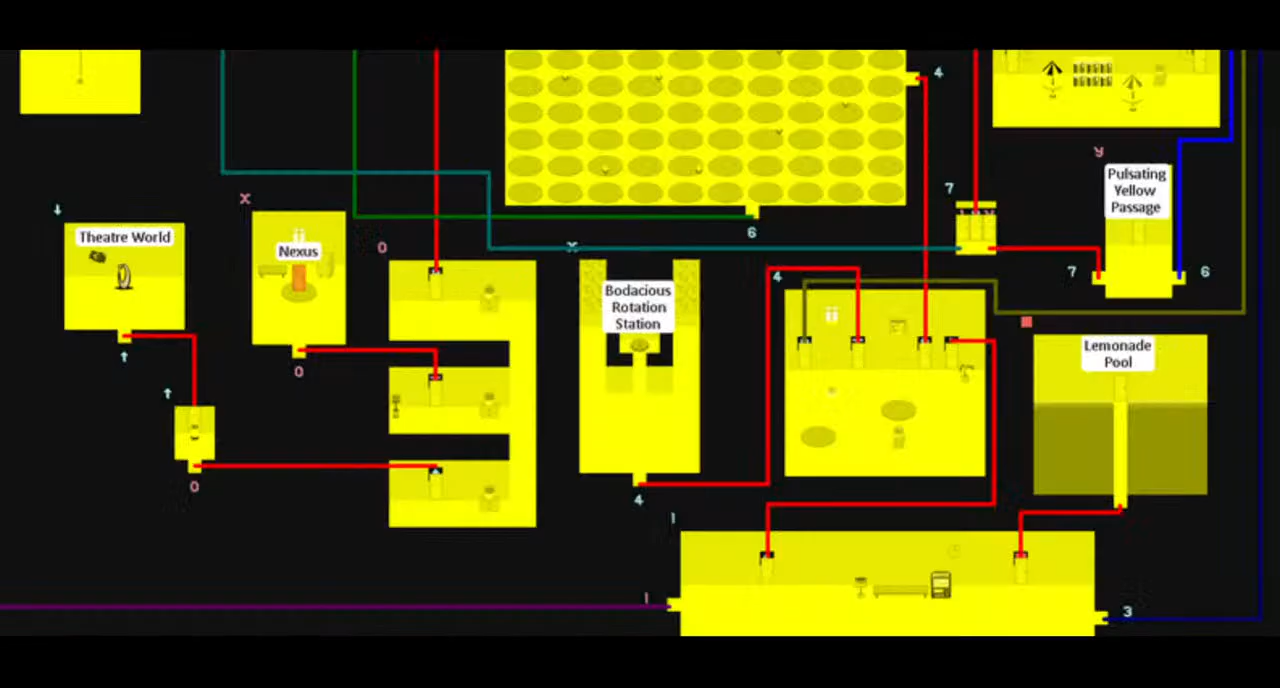 4
y
7
Pulsating
Yellow
Passage
↓
X
Theatre World
Nexus
0
6
7
6
4
Bodacious
Rotation
Station
Lemonade
Pool
↑
0
↑
0
4
3